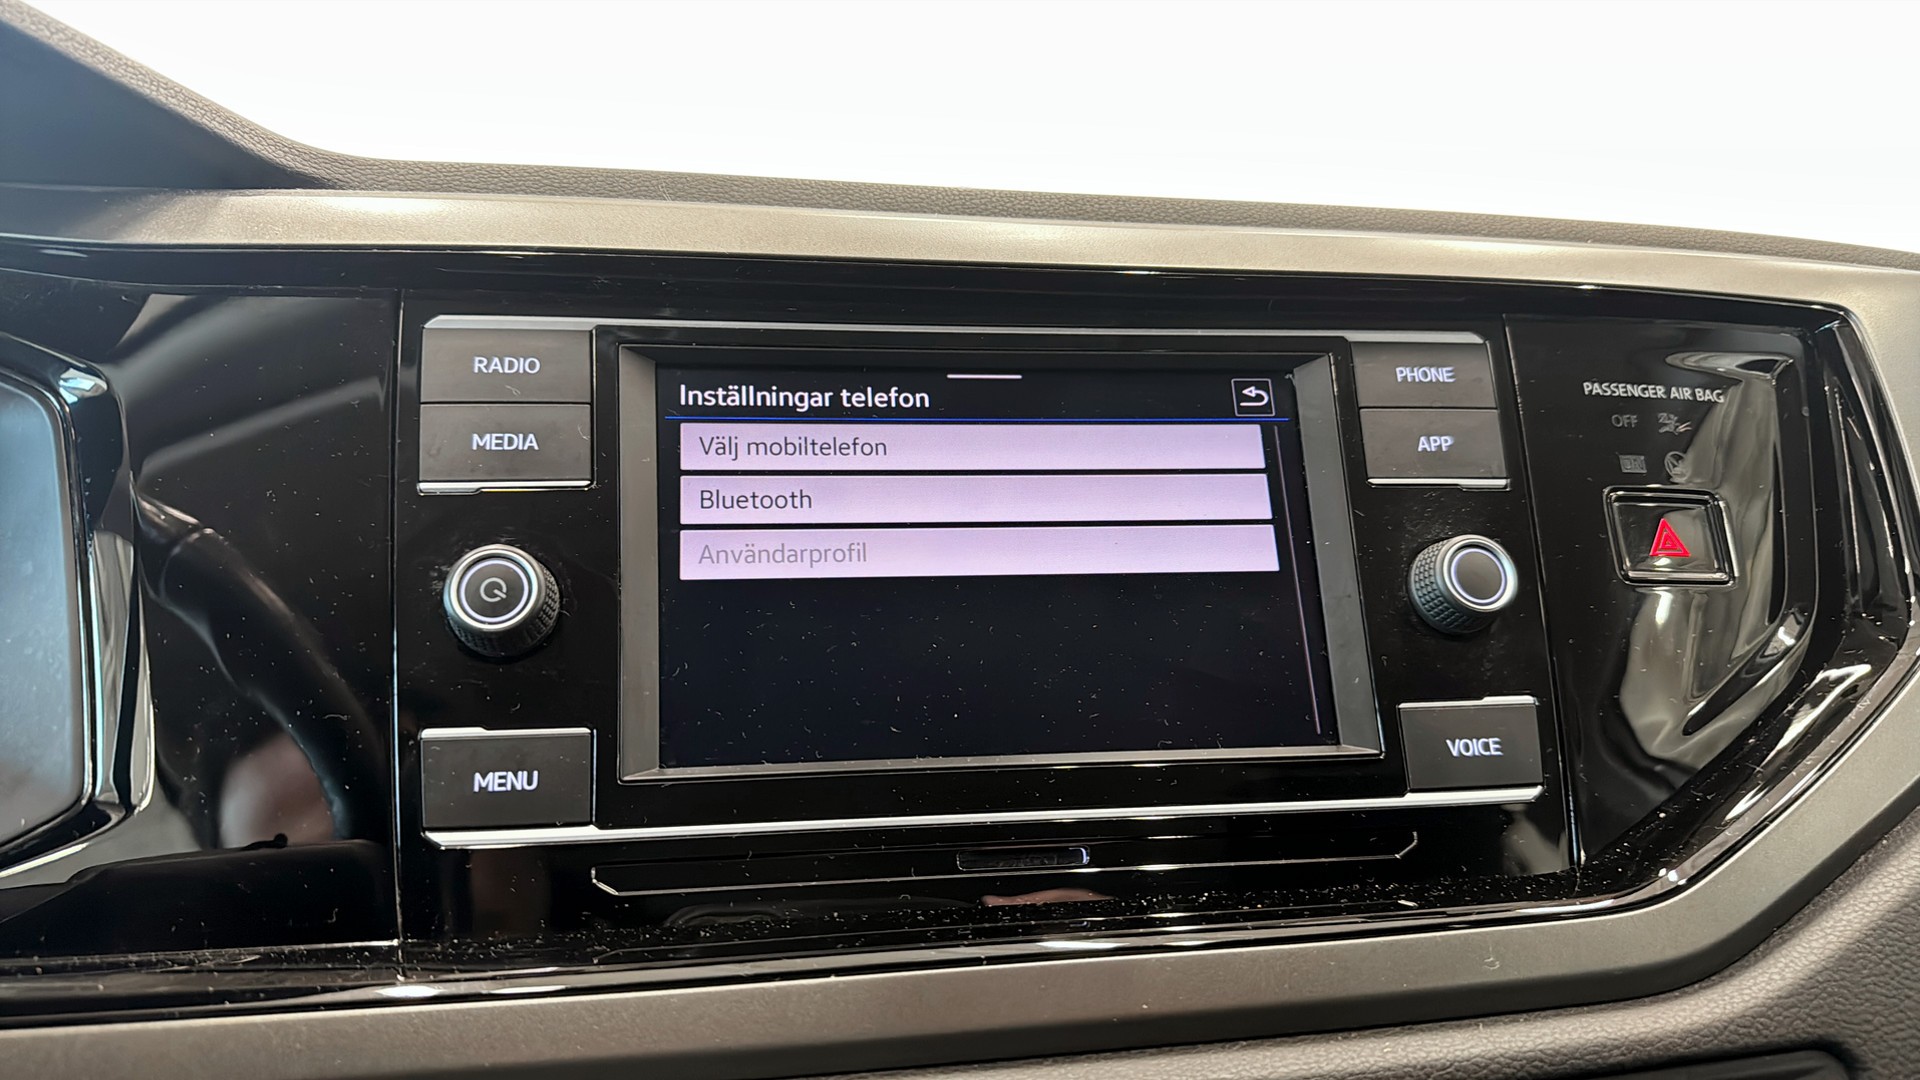 RADIO
MEDIA
MENU
Inställningar telefon
Välj mobiltelefon
Bluetooth
Användarprofil
PHONE
APP
VOICE
PASSENGER AIR BAG
OFF